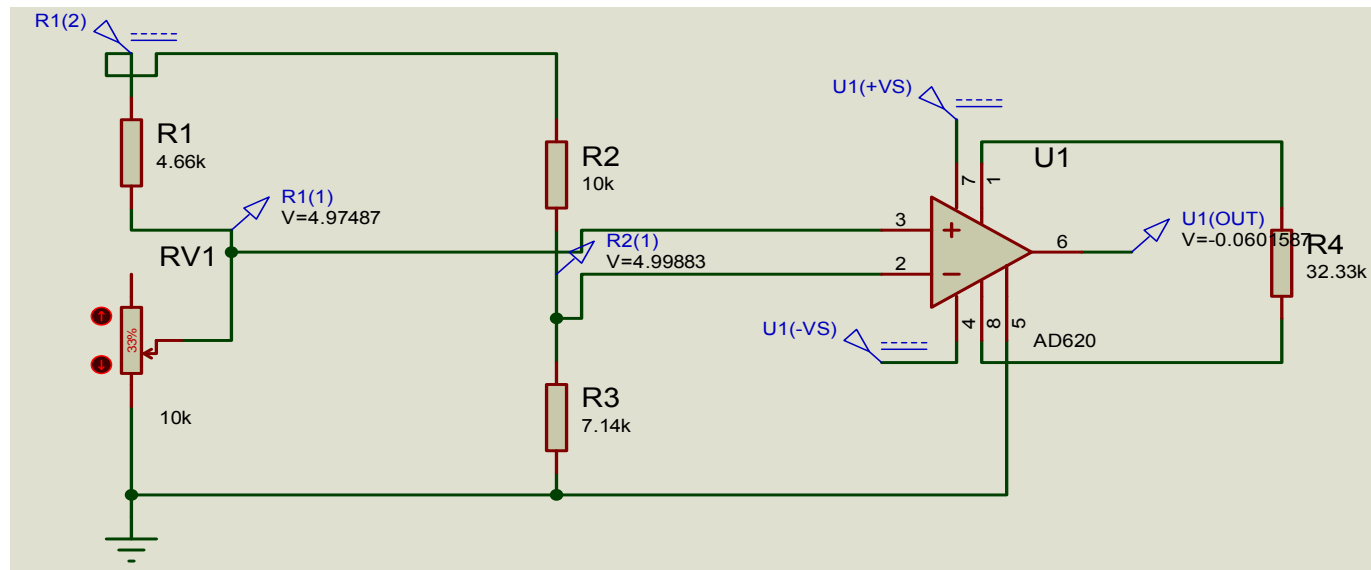 R1(2)
R1
4.66k
R1(1)
V=4.97487
RV1
33%
10k
R2
10k
R2(1)
V=4.99883
R3
7.14k
U1(+VS)
U1(-VS)
U1
7
1
3
2
6
4
8
5
AD620
U1(OUT)
V=-0.0601587
R4
32.33k